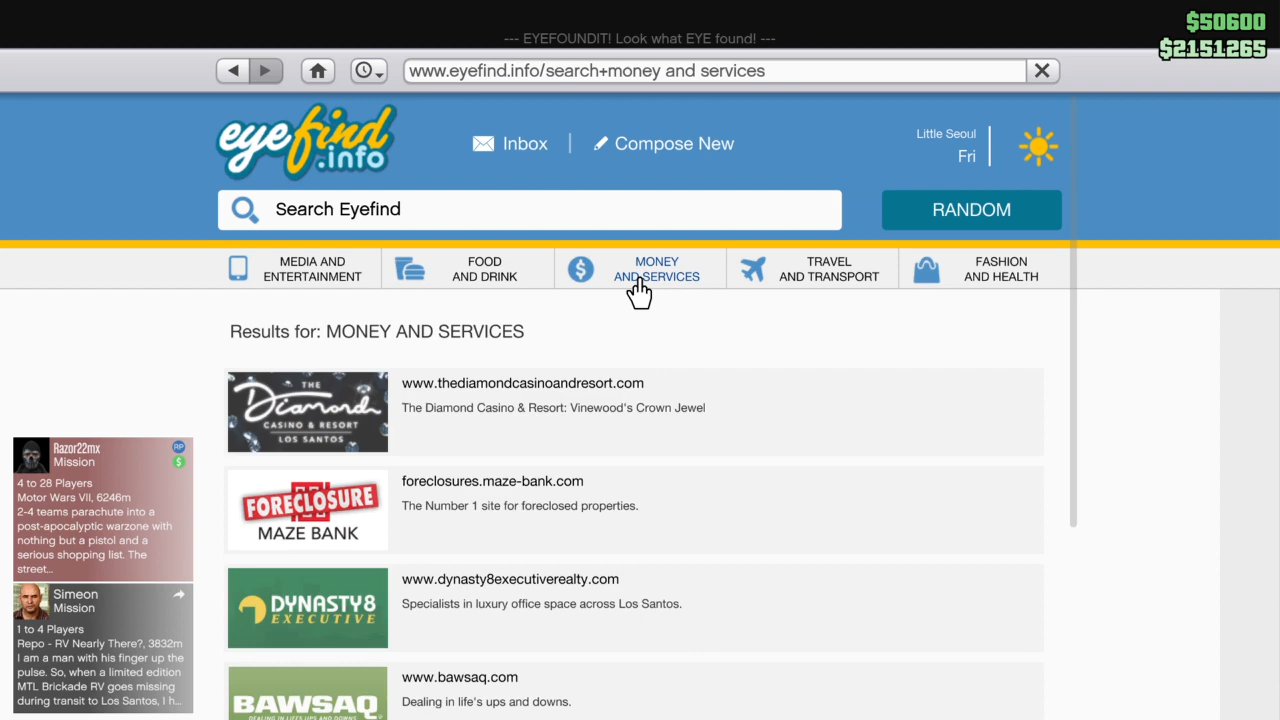 $50600
$2151265
--- EYEFOUNDIT! Look what EYE found! ---
www.eyefind.info/search+money and services
eyefind
.info
Inbox
Compose New
Little Seoul
Fri
Search Eyefind
RANDOM
MEDIA AND
ENTERTAINMENT
FOOD
AND DRINK
MONEY
AND SERVICES
TRAVEL
AND TRANSPORT
FASHION
AND HEALTH
Results for: MONEY AND SERVICES
THE
Diamond
CASINO & RESORT
LOS SANTOS
www.thediamondcasinoandresort.com
The Diamond Casino & Resort: Vinewood's Crown Jewel
FORECLOSURE
MAZE BANK
foreclosures.maze-bank.com
The Number 1 site for foreclosed properties.
DYNASTY8
EXECUTIVE
www.dynasty8executiverealty.com
Specialists in luxury office space across Los Santos.
BAWSAQ
DEALING IN LIFE'S UPS AND DOWNS.
www.bawsaq.com
Dealing in life's ups and downs.
Razor22mx
Mission
RP
$
4 to 28 Players
Motor Wars VII, 6246m
2-4 teams parachute into a
post-apocalyptic warzone with
nothing but a pistol and a
serious shopping list. The
street...
Simeon
Mission
1 to 4 Players
Repo - RV Nearly There?, 3832m
I am a man with his finger up the
pulse. So, when a limited edition
MTL Brickade RV goes missing
during transit to Los Santos, I h...